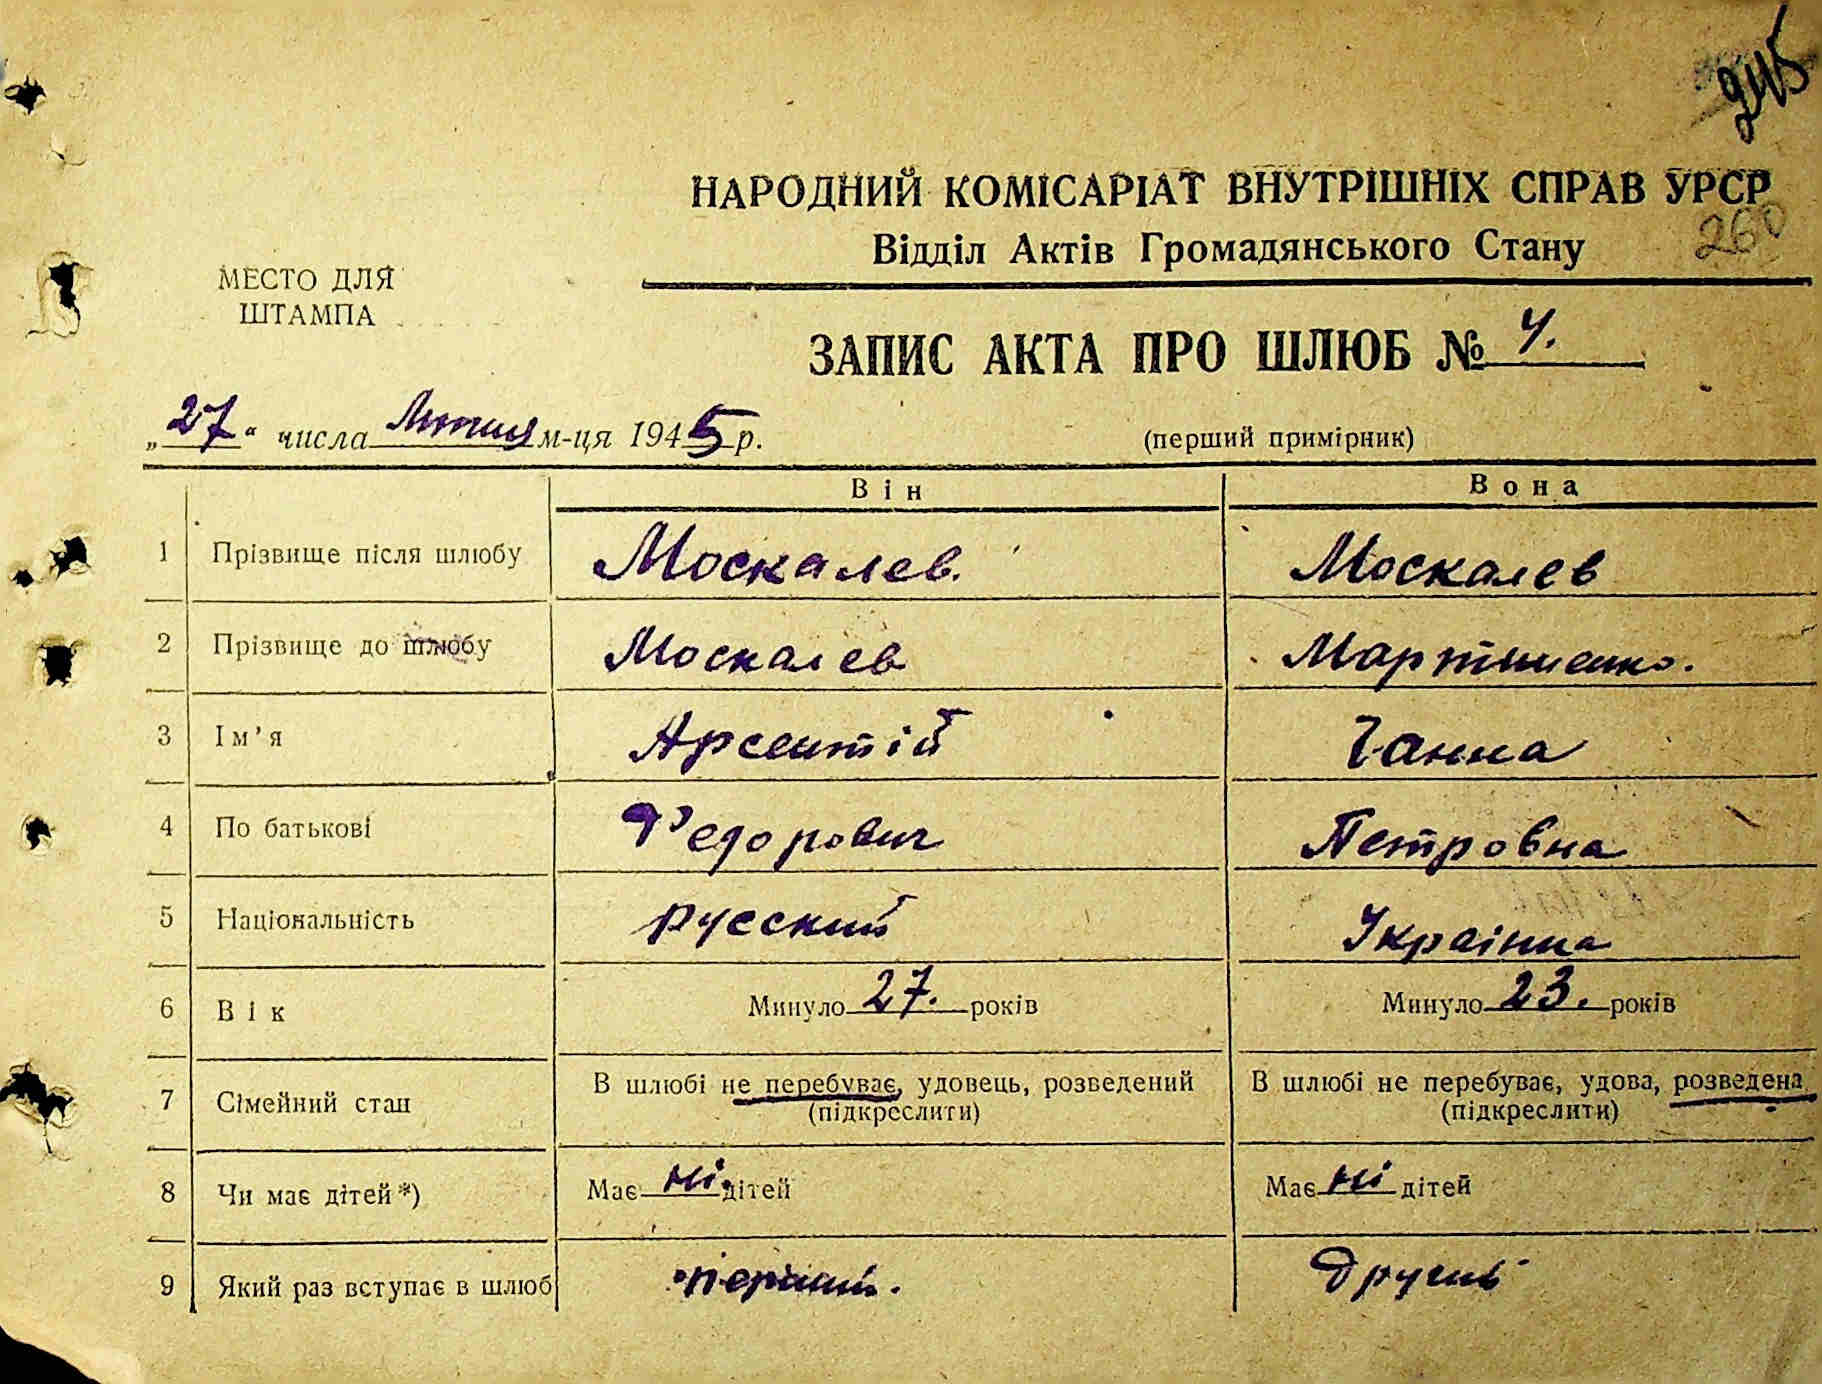 245
НАРОДНИЙ КОМІСАРІАТ ВНУТРІШНІХ СПРАВ УРСР
260
Відділ Актів Громадянського Стану
МЕСТО ДЛЯ
ШТАМПА
ЗАПИС АКТА ПРО ШЛЮБ № 4.
„27" числа Лютня м-ця 1945 р.
(перший примірник)
Він Вона
1 Прізвище після шлюбу Москалев. Москалев
2 Прізвище до шлюбу Москалев Мартиненко.
3 Ім'я Арсентій Ганна
4 По батькові Федорович Петровна
5 Національність русский Українка
6 Вік Минуло 27. років Минуло 23. років
7 Сімейний стан В шлюбі не перебуває, удовець, розведений В шлюбі не перебуває, удова, розведена
(підкреслити) (підкреслити)
8 Чи має дітей*) Має ні. дітей Має ні дітей
9 Який раз вступає в шлюб перший. другий